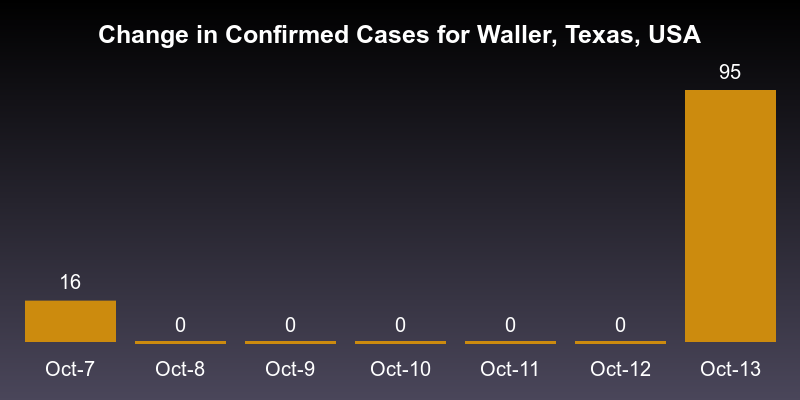 Change in Confirmed Cases for Waller, Texas, USA
95
16
0 0 0 0 0
Oct-7 Oct-8 Oct-9 Oct-10 Oct-11 Oct-12 Oct-13